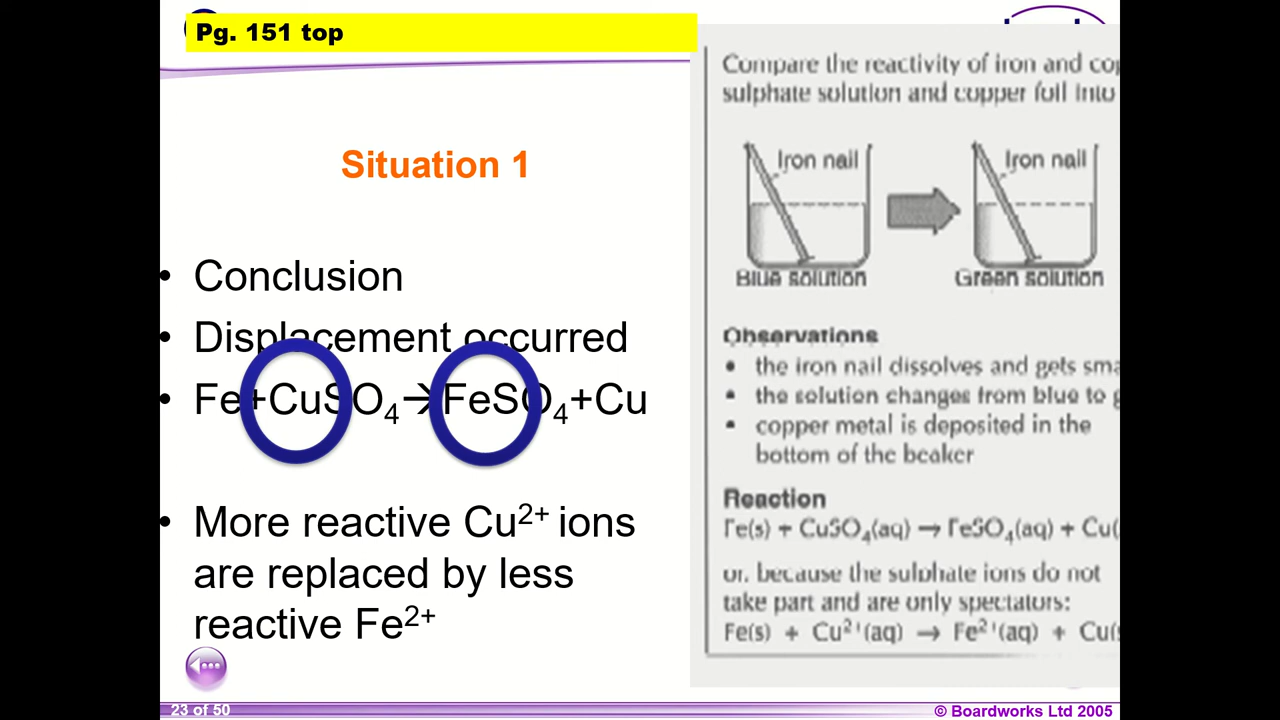 Pg. 151 top
Situation 1
• Conclusion
• Displacement occurred
• Fe+CuSO₄→FeSO₄+Cu
• More reactive Cu²⁺ ions
are replaced by less
reactive Fe²⁺
23 of 50
Compare the reactivity of iron and
sulphate solution and copper foil into
Iron nail
Iron nail
Blue solution
Green solution
Observations
• the iron nail dissolves and gets
• the solution changes from blue to
• copper metal is deposited in the
bottom of the beaker
Reaction
Fe(s) + CuSO₄(aq) → FeSO₄(aq) + Cu(
or, because the sulphate ions do not
take part and are only spectators:
Fe(s) + Cu²⁺(aq) → Fe²⁺(aq) + Cu(s
© Boardworks Ltd 2005